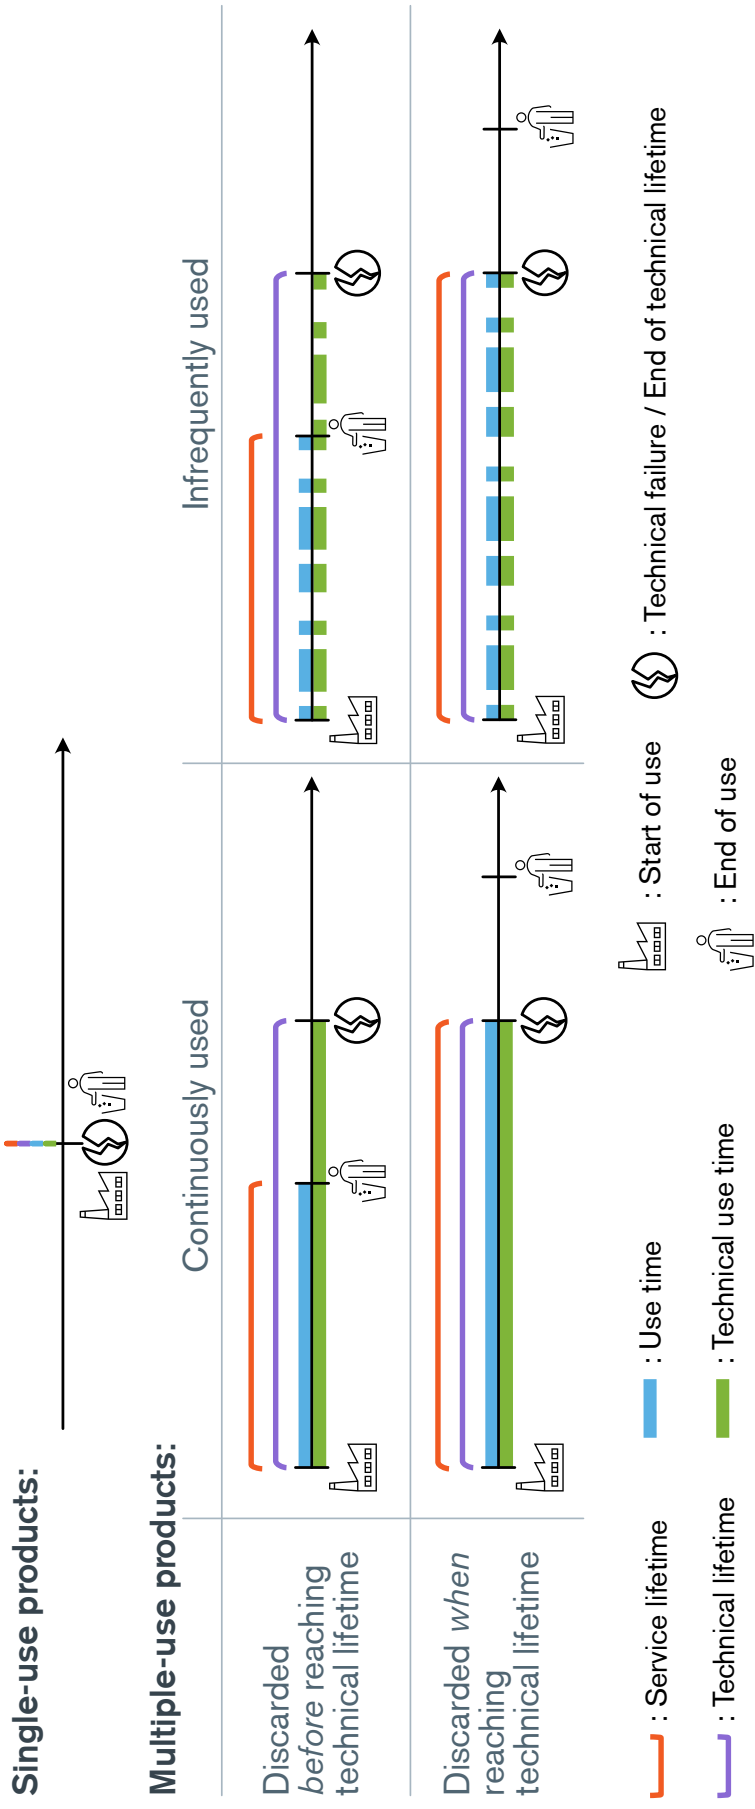 Single-use products:
Multiple-use products:
Continuously used
Infrequently used
Discarded
before reaching
technical lifetime
Discarded when
reaching
technical lifetime
: Service lifetime
: Use time
: Start of use
: Technical failure / End of technical lifetime
: Technical lifetime
: Technical use time
: End of use